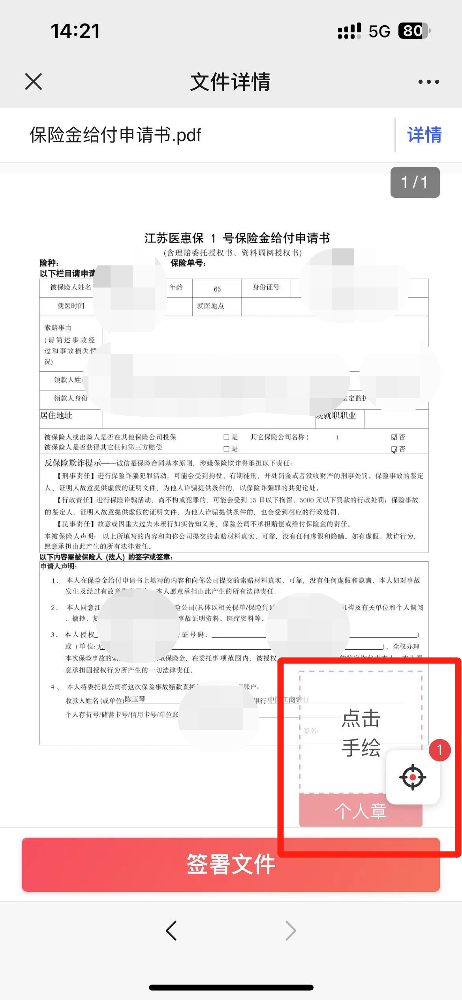 14:21
5G 80
文件详情
保险金给付申请书.pdf
详情
1/1
江苏医惠保 1 号保险金给付申请书
(含理赔委托授权书、资料调阅授权书)
险种: 保险单号:
以下栏目请申请
被保险人姓名 年龄 65 身份证号
就医时间 就医地点
索赔事由
(请简述事故经
过和事故损失情
况)
领款人姓
领款人身份 法定监护
居住地址 现就职职业
被保险人或出险人是否在其他保险公司投保 □是 其它保险公司名称( ) ☑否
被保险人是否获得其它任何第三方赔偿 □是 ☑否
反保险欺诈提示——诚信是保险合同基本原则，涉嫌保险欺诈将承担以下责任:
【刑事责任】进行保险诈骗犯罪活动，可能会受到拘役、有期徒刑，并处罚金或者没收财产的刑事处罚。保险事故的鉴定
人、证明人故意提供虚假的证明文件，为他人诈骗提供条件的，以保险诈骗罪的共犯论处。
【行政责任】进行保险诈骗活动，尚不构成犯罪的，可能会受到 15 日以下拘留、5000 元以下罚款的行政处罚；保险事故
的鉴定人、证明人故意提供虚假的证明文件，为他人诈骗提供条件的，也会受到相应的行政处罚。
【民事责任】故意或因重大过失未履行如实告知义务，保险公司不承担赔偿或给付保险金的责任。
本被保险人声明: 以上所填写的内容和向你公司提交的索赔材料真实、可靠，没有任何虚假和隐瞒。如有虚假、欺诈行为，
愿意承担由此产生的所有法律责任。
以下内容需被保险人 (法人) 的签字或签章:
申请人声明:
1、 本人在保险金给付申请书上填写的内容和向你公司提交的索赔材料真实、可靠，没有任何虚假和隐瞒。本人如对事故
发生及经过有故意 本人愿意承担由此产生的所有法律责任。
2、 本人同意江 险公司(具体以相关保单/保险凭证 机构及有关单位和个人调阅
、摘抄、复 事故证明资料、医疗资料等。
3、 本人授权 证号码: )
或 (单位:无 )，全权办理
本次保险事故的索 取保险金，在委托事 项范围内，被授权 的签字均代表本人，本人愿
意承担因授权行为所产生的一切法律责任。
4、 本人特委托贵公司将这次保险事故赔款直接 账户:
收款人姓名 (或单位) 陈玉琴 银行 中国工商银行
个人存折号/储蓄卡号/信用卡号/单位账
签名:
点击
手绘
1
个人章
签署文件